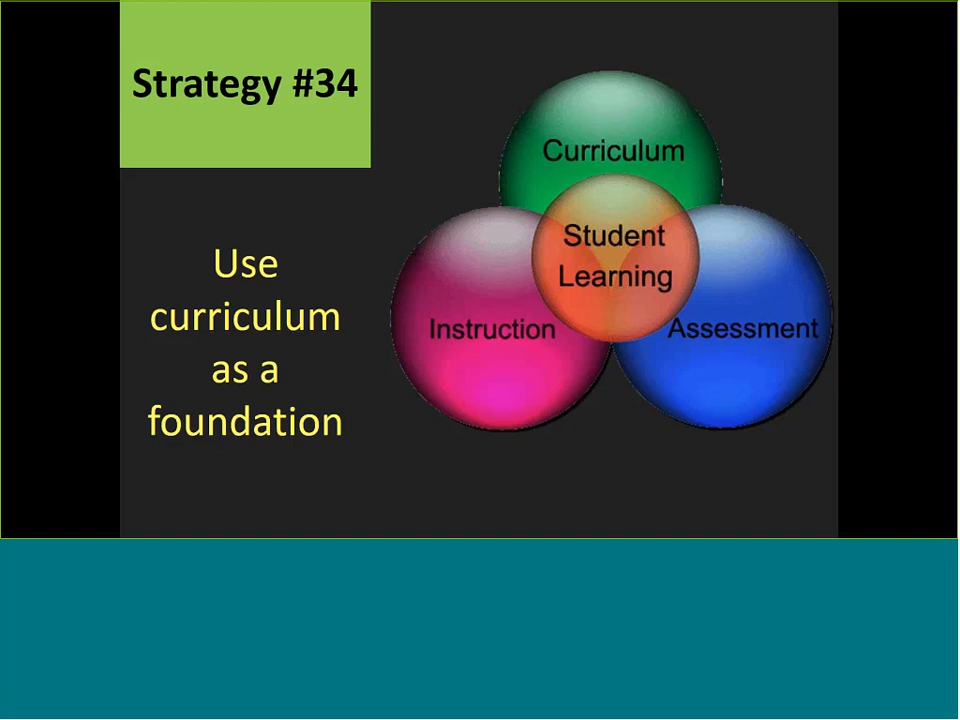 Strategy #34
Use
curriculum
as a
foundation
Curriculum
Student
Learning
Instruction
Assessment